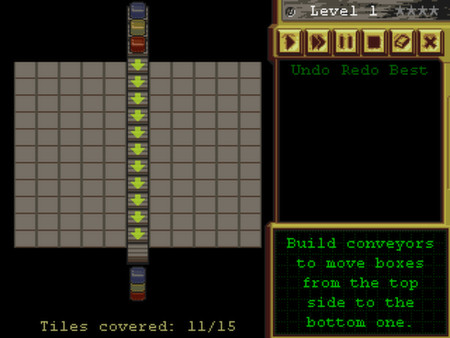 Level 1
Undo Redo Best
Build conveyors
to move boxes
from the top
side to the
bottom one.
Tiles covered: 11/15